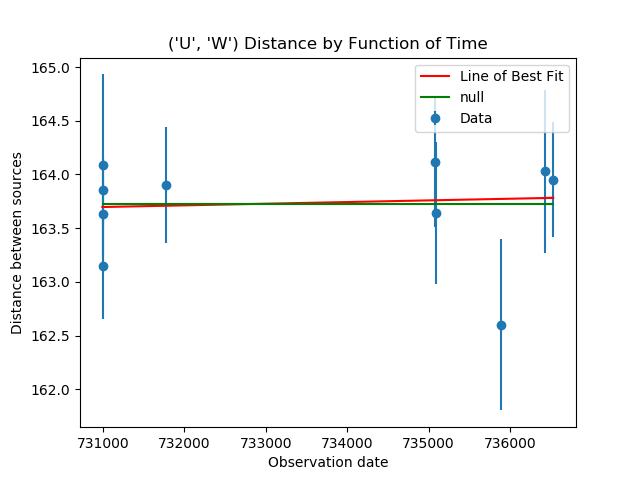 ('U', 'W') Distance by Function of Time
165.0
164.5
164.0
163.5
163.0
162.5
162.0
Distance between sources
731000 732000 733000 734000 735000 736000
Observation date
Line of Best Fit
null
Data